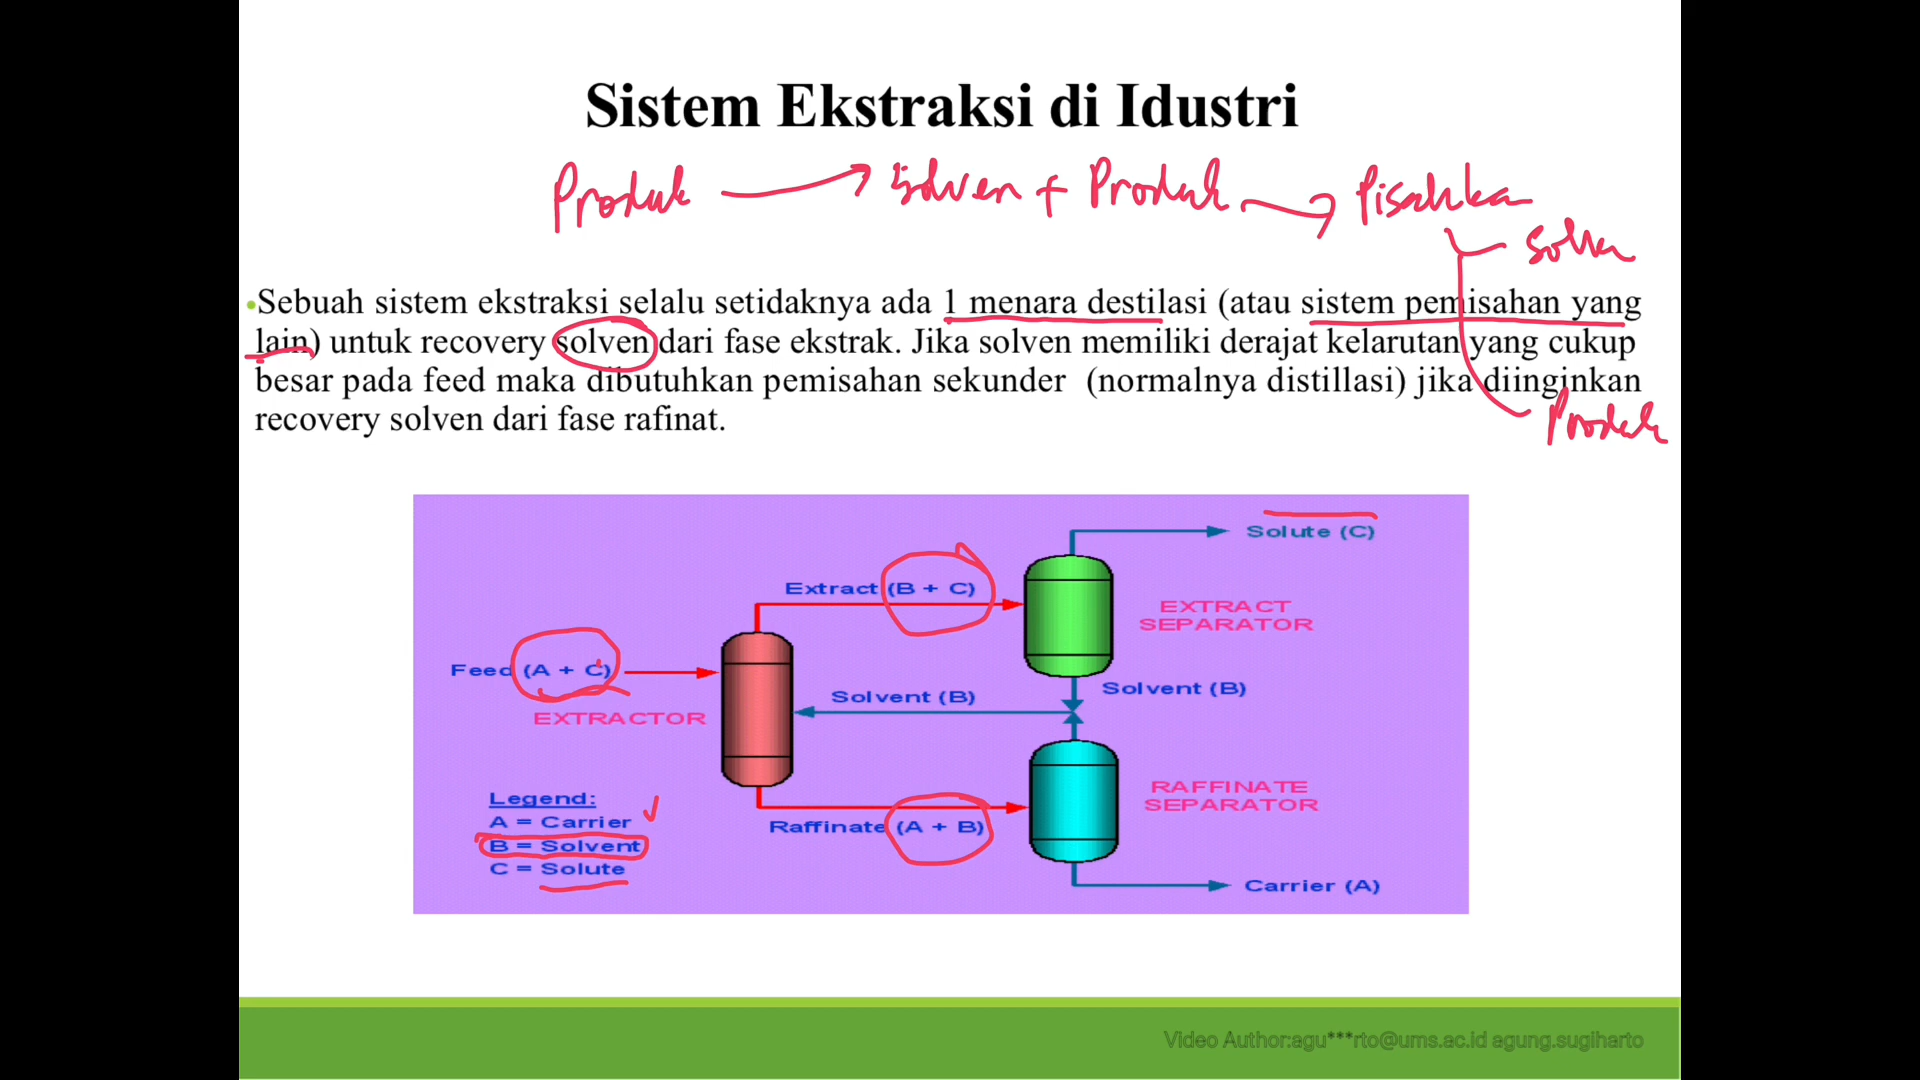 Sistem Ekstraksi di Idustri
Produk → Solven + Produk → Pisahka
Solven
•Sebuah sistem ekstraksi selalu setidaknya ada 1 menara destilasi (atau sistem pemisahan yang
lain) untuk recovery solven dari fase ekstrak. Jika solven memiliki derajat kelarutan yang cukup
besar pada feed maka dibutuhkan pemisahan sekunder (normalnya distillasi) jika diinginkan
recovery solven dari fase rafinat.
Produk
Solute (C)
Extract (B + C)
EXTRACT
SEPARATOR
Feed (A + C)
Solvent (B)
Solvent (B)
EXTRACTOR
RAFFINATE
SEPARATOR
Legend:
A = Carrier
B = Solvent
C = Solute
Raffinate (A + B)
Carrier (A)
Video Author:agu***rto@ums.ac.id agung.sugiharto